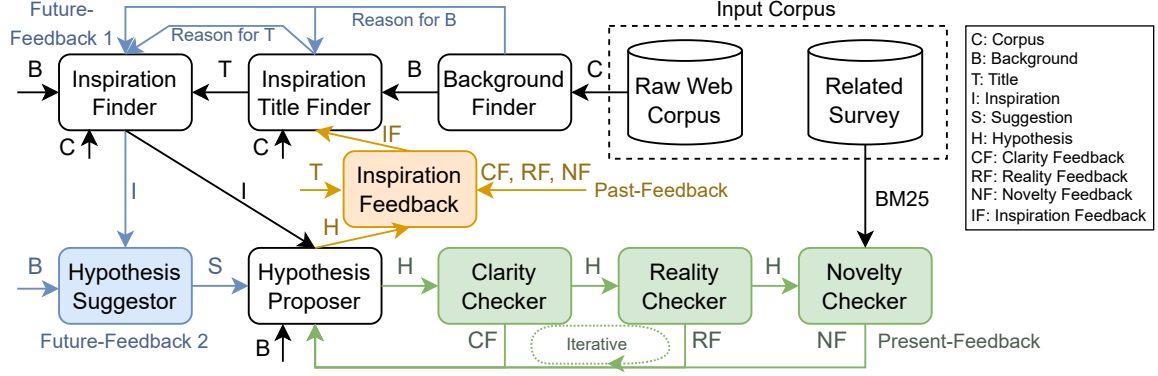 Future-
Feedback 1
Reason for B
Reason for T
Input Corpus
B
Inspiration
Finder
T
Inspiration
Title Finder
B
Background
Finder
C
Raw Web
Corpus
Related
Survey
C
C
IF
Inspiration
Feedback
T
CF, RF, NF
Past-Feedback
H
I
I
BM25
B
Hypothesis
Suggestor
S
Hypothesis
Proposer
H
Clarity
Checker
H
Reality
Checker
H
Novelty
Checker
Future-Feedback 2
B
CF
Iterative
RF
NF
Present-Feedback
C: Corpus
B: Background
T: Title
I: Inspiration
S: Suggestion
H: Hypothesis
CF: Clarity Feedback
RF: Reality Feedback
NF: Novelty Feedback
IF: Inspiration Feedback